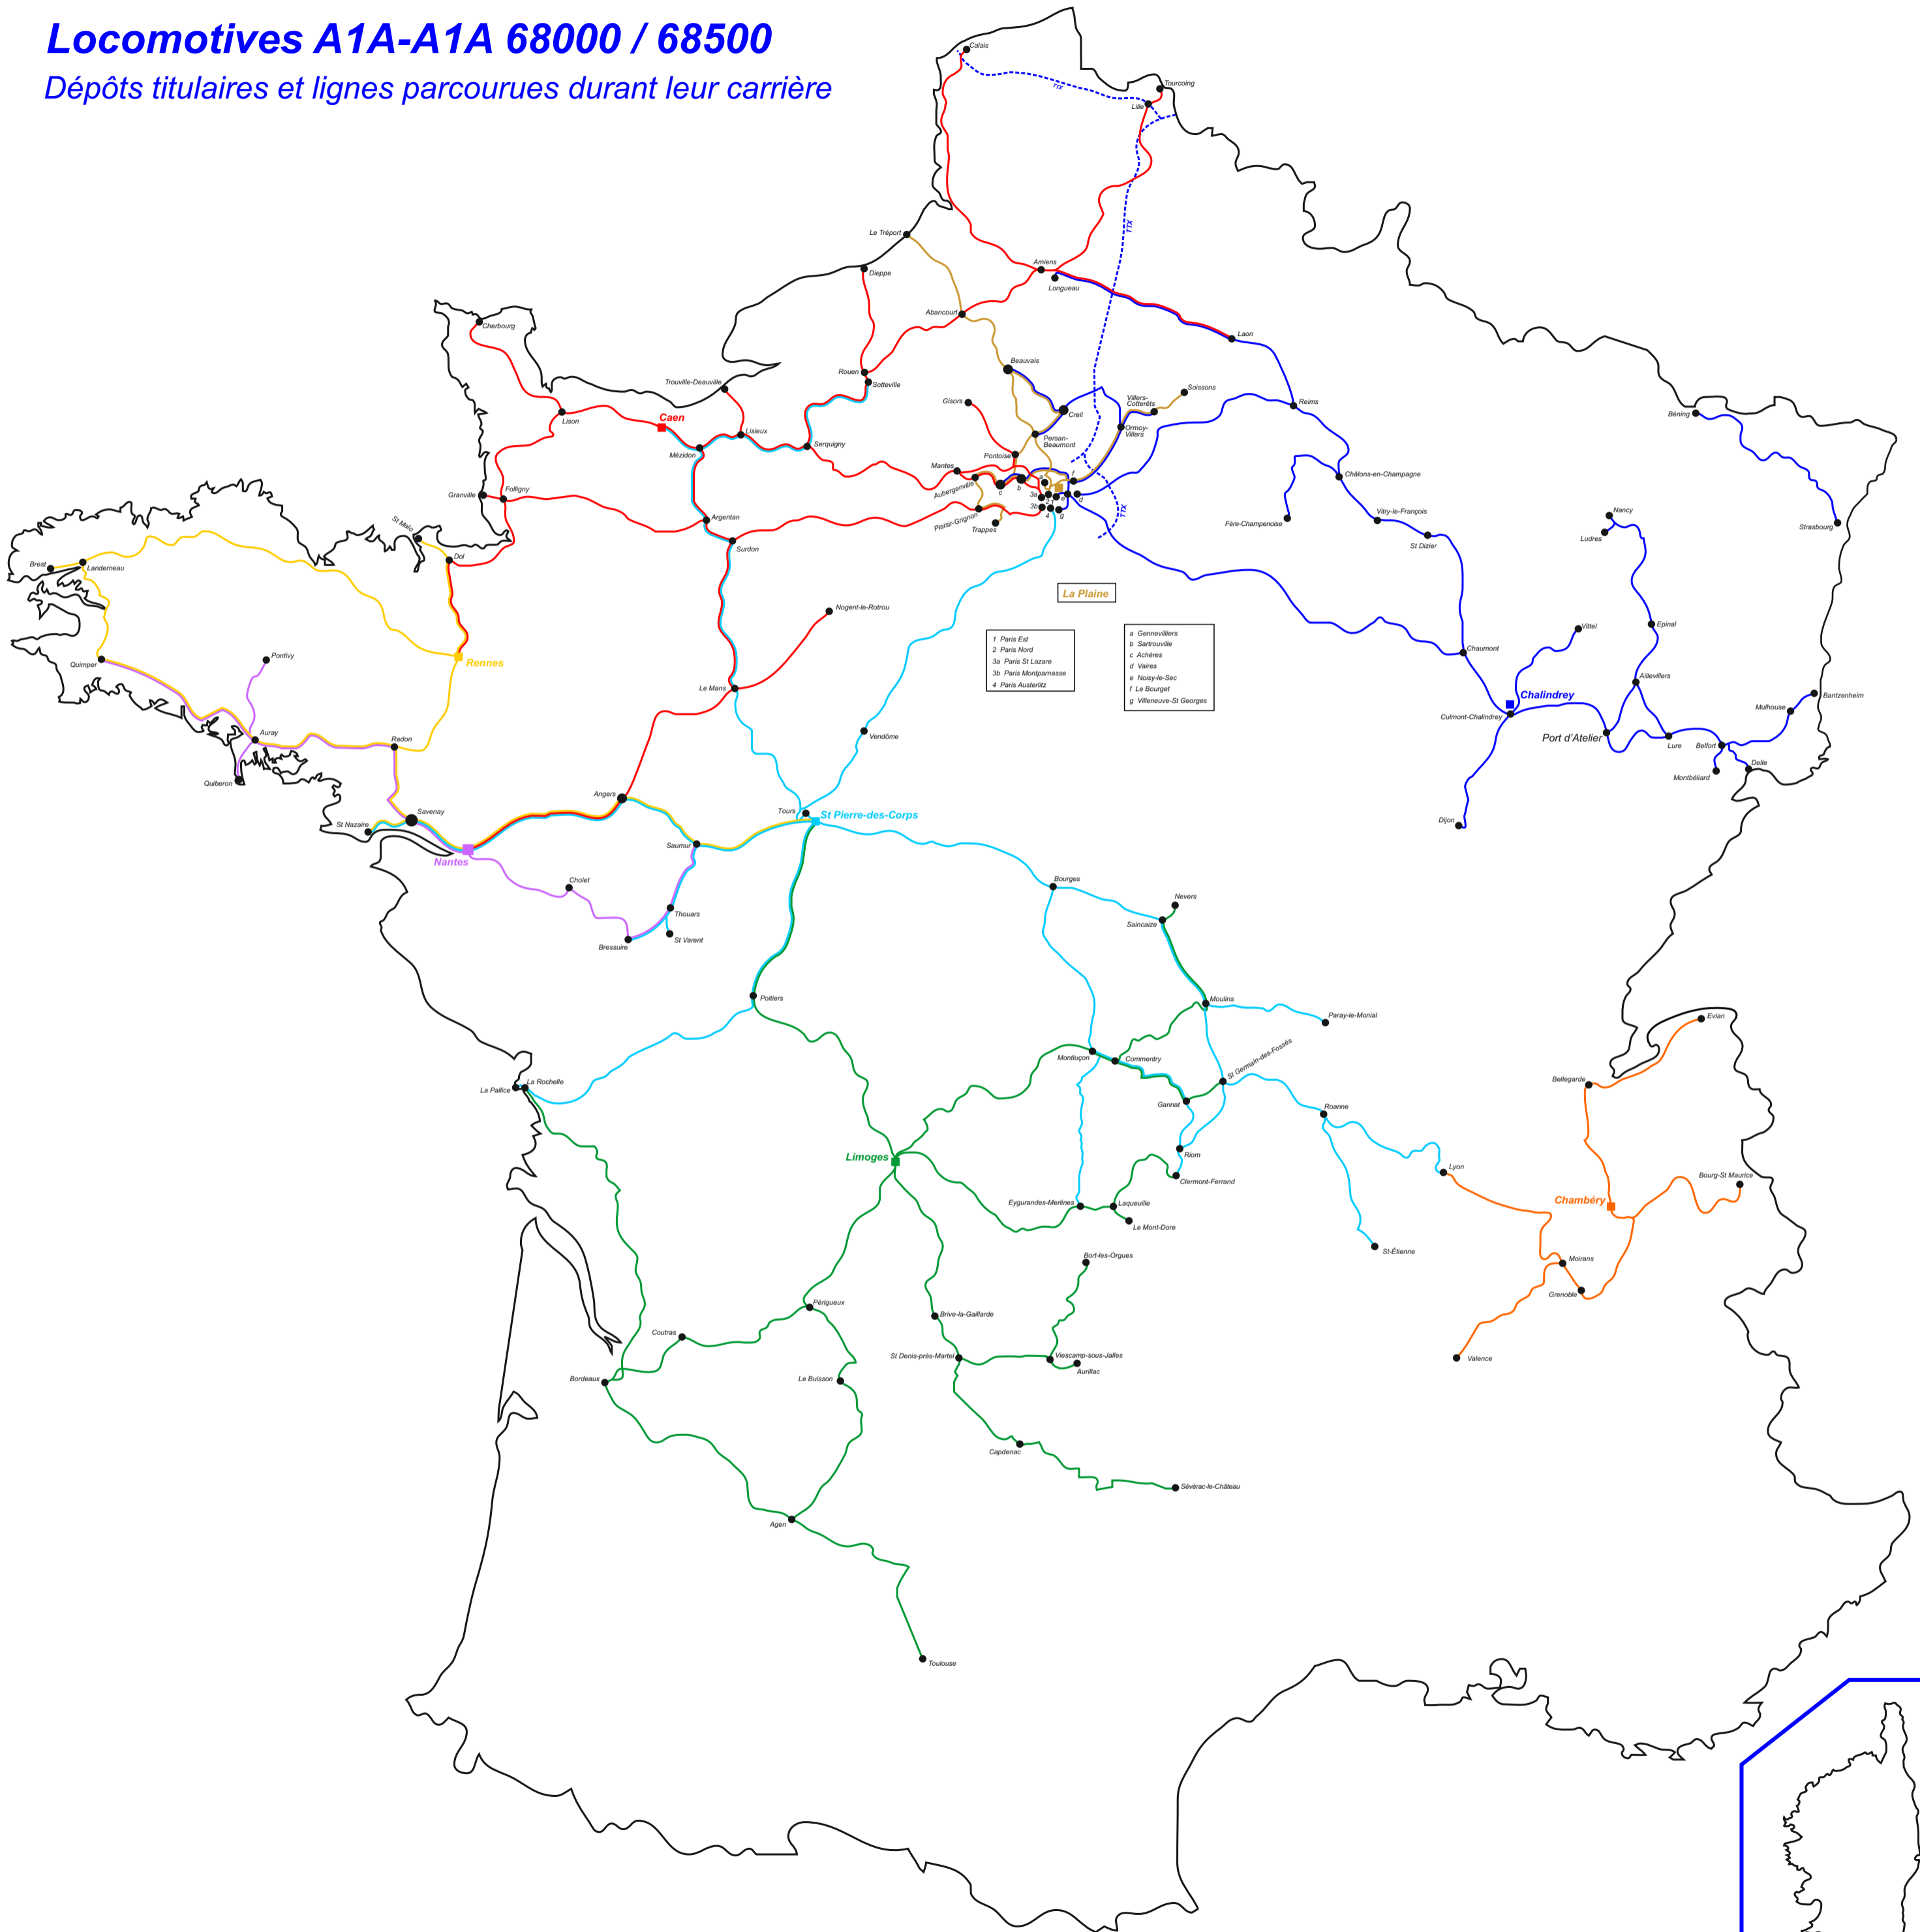 Locomotives A1A-A1A 68000 / 68500
Dépôts titulaires et lignes parcourues durant leur carrière
Calais
Tourcoing
TTX
Lille
TTX
Le Tréport
Dieppe
Amiens
Longueau
Abancourt
Cherbourg
Laon
Beauvais
Rouen
Sotteville
Trouville-Deauville
Soissons
Villers-
Cotterêts
Gisors
Creil
Reims
Béning
Lison
Caen
Lisieux
Ormoy-
Villers
Persan-
Beaumont
Serquigny
Mézidon
Pontoise
Mantes
Châlons-en-Champagne
Aubergenville
a
f
b
c
3a
2
e
d
3b
4
g
Granville
Folligny
Argentan
Plaisir-Grignon
Trappes
TTX
Fère-Champenoise
Vitry-le-François
Nancy
St Dizier
Ludres
Strasbourg
St Malo
Dol
Surdon
Brest
Landerneau
La Plaine
Nogent-le-Rotrou
Epinal
Vittel
1 Paris Est
2 Paris Nord
3a Paris St Lazare
3b Paris Montparnasse
4 Paris Austerlitz
a Gennevilliers
b Sartrouville
c Achères
d Vaires
e Noisy-le-Sec
f Le Bourget
g Villeneuve-St Georges
Chaumont
Pontivy
Quimper
Rennes
Le Mans
Aillevillers
Chalindrey
Bantzenheim
Culmont-Chalindrey
Mulhouse
Vendôme
Auray
Redon
Port d'Atelier
Lure
Belfort
Delle
Montbéliard
Quiberon
Angers
Savenay
St Nazaire
Tours
St Pierre-des-Corps
Dijon
Saumur
Nantes
Cholet
Bourges
Nevers
Thouars
Saincaize
St Varent
Bressuire
Poitiers
Moulins
Paray-le-Monial
Evian
Montluçon
Commentry
St Germain-des-Fossés
Bellegarde
La Pallice
La Rochelle
Gannat
Roanne
Limoges
Riom
Lyon
Clermont-Ferrand
Bourg-St Maurice
Chambéry
Eygurandes-Merlines
Laqueuille
Le Mont-Dore
St-Étienne
Bort-les-Orgues
Moirans
Grenoble
Périgueux
Brive-la-Gaillarde
Coutras
St Denis-près-Martel
Viescamp-sous-Jalles
Aurillac
Valence
Bordeaux
Le Buisson
Capdenac
Sévérac-le-Château
Agen
Toulouse